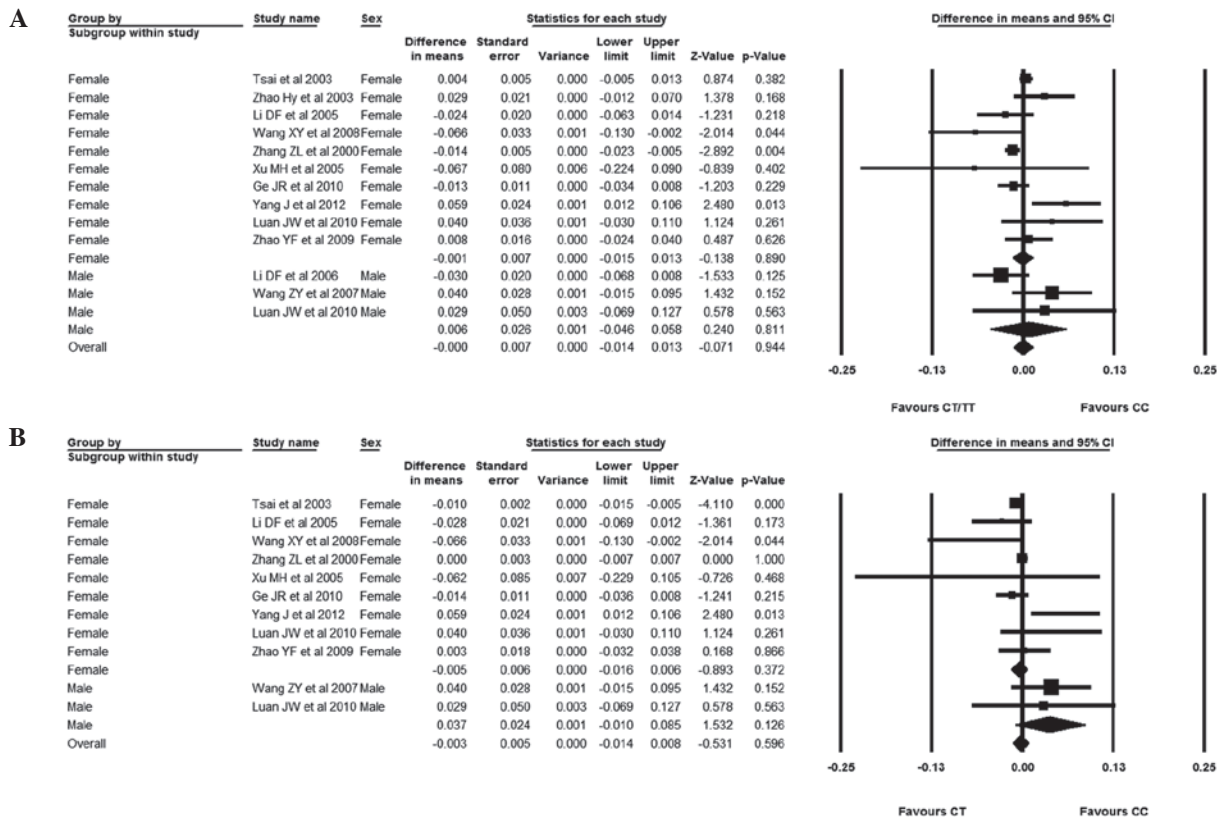 A
Group by Study name Sex Statistics for each study Difference in means and 95% CI
Subgroup within study
Difference Standard Lower Upper
in means error Variance limit limit Z-Value p-Value
Female Tsai et al 2003 Female 0.004 0.005 0.000 -0.005 0.013 0.874 0.382
Female Zhao Hy et al 2003 Female 0.029 0.021 0.000 -0.012 0.070 1.378 0.168
Female Li DF et al 2005 Female -0.024 0.020 0.000 -0.063 0.014 -1.231 0.218
Female Wang XY et al 2008 Female -0.066 0.033 0.001 -0.130 -0.002 -2.014 0.044
Female Zhang ZL et al 2000 Female -0.014 0.005 0.000 -0.023 -0.005 -2.892 0.004
Female Xu MH et al 2005 Female -0.067 0.080 0.006 -0.224 0.090 -0.839 0.402
Female Ge JR et al 2010 Female -0.013 0.011 0.000 -0.034 0.008 -1.203 0.229
Female Yang J et al 2012 Female 0.059 0.024 0.001 0.012 0.106 2.480 0.013
Female Luan JW et al 2010 Female 0.040 0.036 0.001 -0.030 0.110 1.124 0.261
Female Zhao YF et al 2009 Female 0.008 0.016 0.000 -0.024 0.040 0.487 0.626
Female -0.001 0.007 0.000 -0.015 0.013 -0.138 0.890
Male Li DF et al 2006 Male -0.030 0.020 0.000 -0.068 0.008 -1.533 0.125
Male Wang ZY et al 2007 Male 0.040 0.028 0.001 -0.015 0.095 1.432 0.152
Male Luan JW et al 2010 Male 0.029 0.050 0.003 -0.069 0.127 0.578 0.563
Male 0.006 0.026 0.001 -0.046 0.058 0.240 0.811
Overall -0.000 0.007 0.000 -0.014 0.013 -0.071 0.944
-0.25 -0.13 0.00 0.13 0.25
Favours CT/TT Favours CC
B
Group by Study name Sex Statistics for each study Difference in means and 95% CI
Subgroup within study
Difference Standard Lower Upper
in means error Variance limit limit Z-Value p-Value
Female Tsai et al 2003 Female -0.010 0.002 0.000 -0.015 -0.005 -4.110 0.000
Female Li DF et al 2005 Female -0.028 0.021 0.000 -0.069 0.012 -1.361 0.173
Female Wang XY et al 2008 Female -0.066 0.033 0.001 -0.130 -0.002 -2.014 0.044
Female Zhang ZL et al 2000 Female 0.000 0.003 0.000 -0.007 0.007 0.000 1.000
Female Xu MH et al 2005 Female -0.062 0.085 0.007 -0.229 0.105 -0.726 0.468
Female Ge JR et al 2010 Female -0.014 0.011 0.000 -0.036 0.008 -1.241 0.215
Female Yang J et al 2012 Female 0.059 0.024 0.001 0.012 0.106 2.480 0.013
Female Luan JW et al 2010 Female 0.040 0.036 0.001 -0.030 0.110 1.124 0.261
Female Zhao YF et al 2009 Female 0.003 0.018 0.000 -0.032 0.038 0.168 0.866
Female -0.005 0.006 0.000 -0.016 0.006 -0.893 0.372
Male Wang ZY et al 2007 Male 0.040 0.028 0.001 -0.015 0.095 1.432 0.152
Male Luan JW et al 2010 Male 0.029 0.050 0.003 -0.069 0.127 0.578 0.563
Male 0.037 0.024 0.001 -0.010 0.085 1.532 0.126
Overall -0.003 0.005 0.000 -0.014 0.008 -0.531 0.596
-0.25 -0.13 0.00 0.13 0.25
Favours CT Favours CC